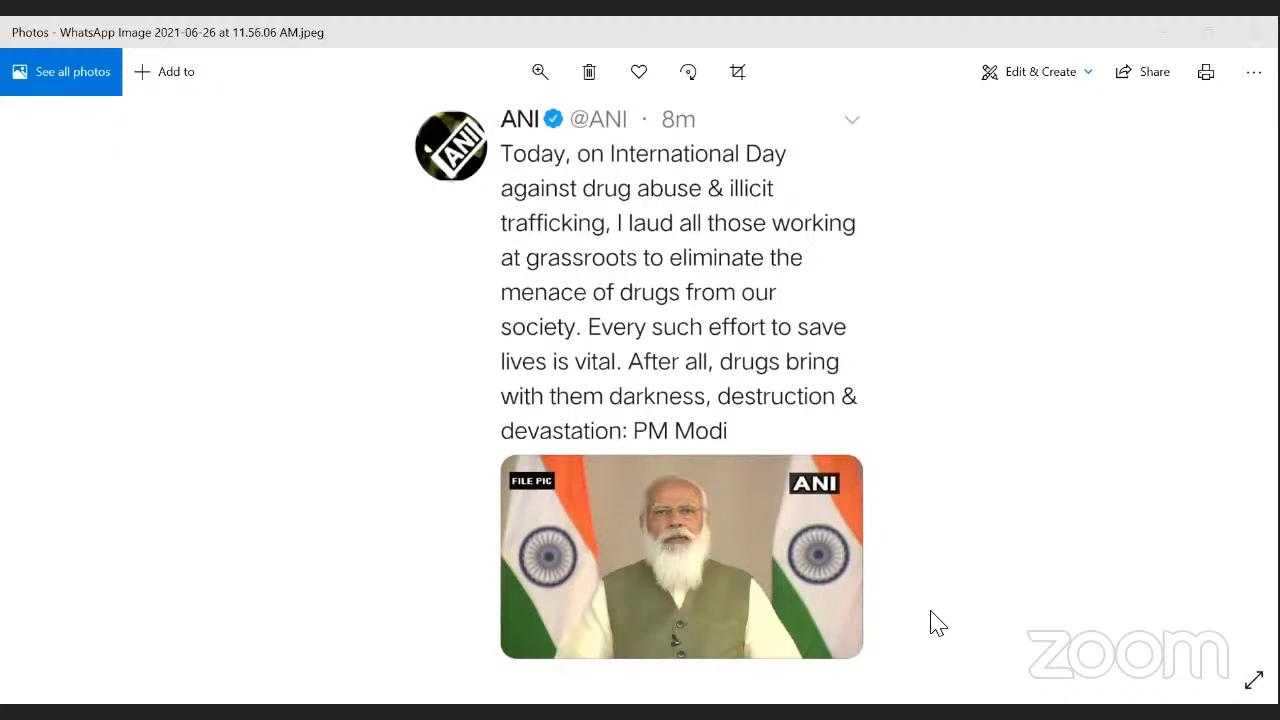 Photos - WhatsApp Image 2021-06-26 at 11.56.06 AM.jpeg
See all photos
Add to
Edit & Create
Share
ANI @ANI · 8m
ANI
Today, on International Day
against drug abuse & illicit
trafficking, I laud all those working
at grassroots to eliminate the
menace of drugs from our
society. Every such effort to save
lives is vital. After all, drugs bring
with them darkness, destruction &
devastation: PM Modi
FILE PIC
ANI
zoom